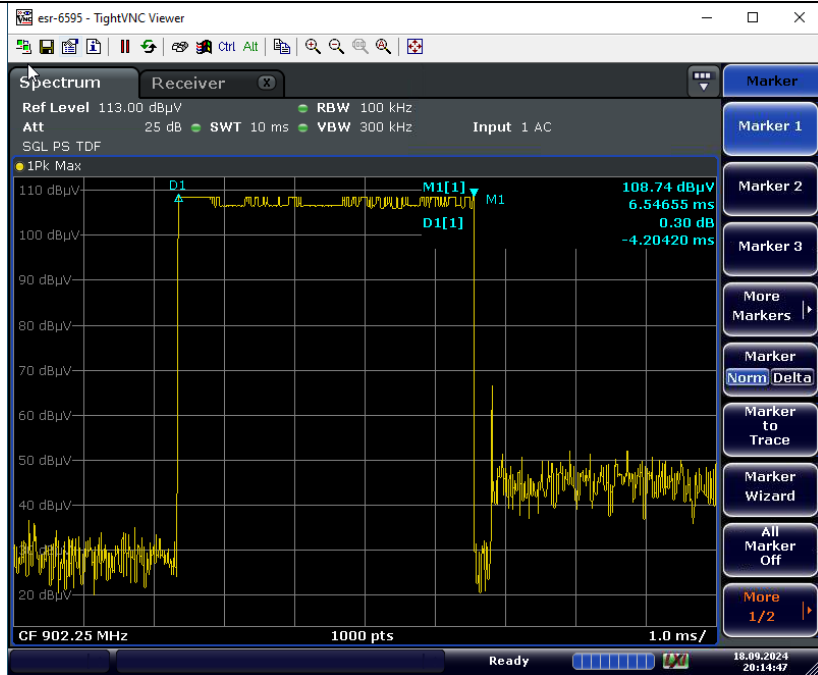 esr-6595 - TightVNC Viewer
Ctrl Alt
Spectrum Receiver
Ref Level 113.00 dBµV RBW 100 kHz
Att 25 dB SWT 10 ms VBW 300 kHz Input 1 AC
SGL PS TDF
1Pk Max
110 dBµV
D1
M1[1] 108.74 dBµV
M1
6.54655 ms
D1[1] 0.30 dB
-4.20420 ms
100 dBµV
90 dBµV
80 dBµV
70 dBµV
60 dBµV
50 dBµV
40 dBµV
20 dBµV
CF 902.25 MHz 1000 pts 1.0 ms/
Ready
18.09.2024
20:14:47
Marker
Marker 1
Marker 2
Marker 3
More
Markers
Marker
Norm Delta
Marker
to
Trace
Marker
Wizard
All
Marker
Off
More
1/2